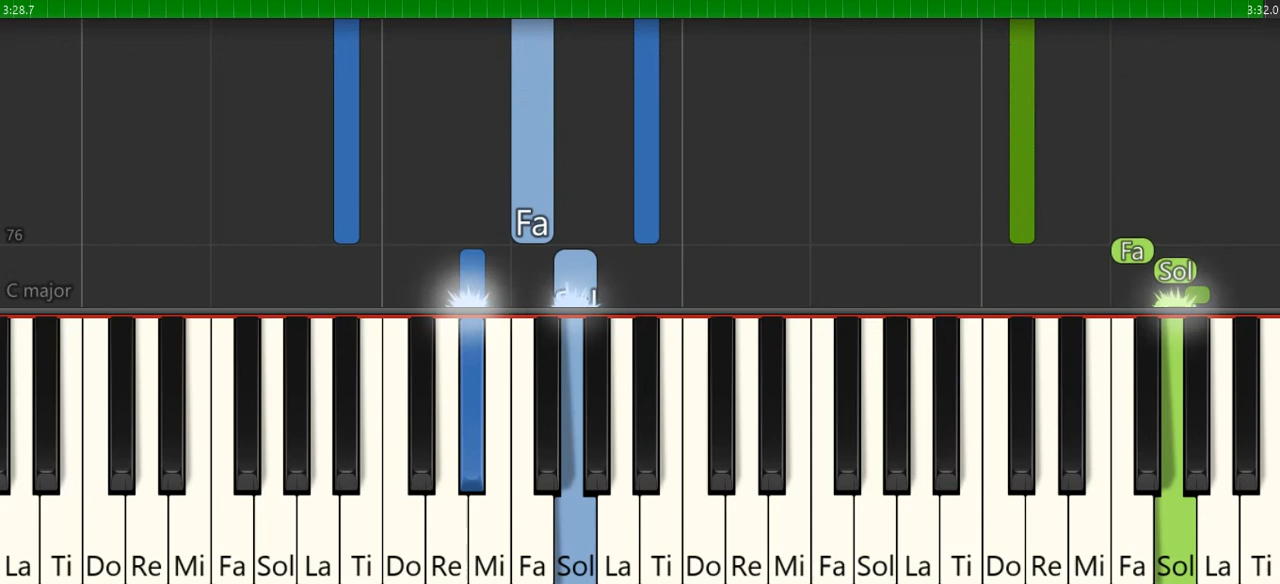 3:28.7 3:32.0
Fa
76
Fa
Sol
C major
La Ti Do Re Mi Fa Sol La Ti Do Re Mi Fa Sol La Ti Do Re Mi Fa Sol La Ti Do Re Mi Fa Sol La Ti